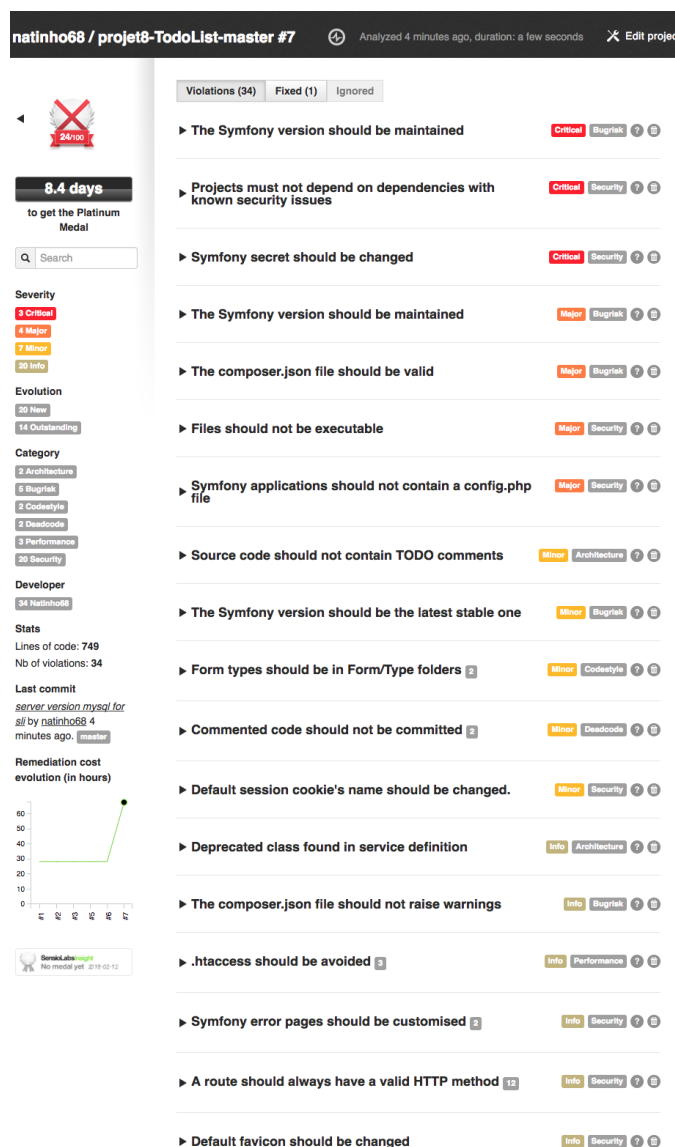 natinho68 / projet8-TodoList-master #7
Analyzed 4 minutes ago, duration: a few seconds
Edit projec
24/100
8.4 days
to get the Platinum
Medal
Search
Severity
3 Critical
4 Major
7 Minor
20 Info
Evolution
20 New
14 Outstanding
Category
2 Architecture
5 Bugrisk
2 Codestyle
2 Deadcode
3 Performance
20 Security
Developer
34 Natinho68
Stats
Lines of code: 749
Nb of violations: 34
Last commit
server version mysql for
sli by natinho68 4
minutes ago. master
Remediation cost
evolution (in hours)
60
50
40
30
20
10
0
#1 #2 #3 #5 #6 #7
SensioLabsInsight
No medal yet 2018-02-12
Violations (34) Fixed (1) Ignored
The Symfony version should be maintained Critical Bugrisk ?
Projects must not depend on dependencies with
known security issues Critical Security ?
Symfony secret should be changed Critical Security ?
The Symfony version should be maintained Major Bugrisk ?
The composer.json file should be valid Major Bugrisk ?
Files should not be executable Major Security ?
Symfony applications should not contain a config.php
file Major Security ?
Source code should not contain TODO comments Minor Architecture ?
The Symfony version should be the latest stable one Minor Bugrisk ?
Form types should be in Form/Type folders 2 Minor Codestyle ?
Commented code should not be committed 2 Minor Deadcode ?
Default session cookie's name should be changed. Minor Security ?
Deprecated class found in service definition Info Architecture ?
The composer.json file should not raise warnings Info Bugrisk ?
.htaccess should be avoided 3 Info Performance ?
Symfony error pages should be customised 2 Info Security ?
A route should always have a valid HTTP method 12 Info Security ?
Default favicon should be changed Info Security ?